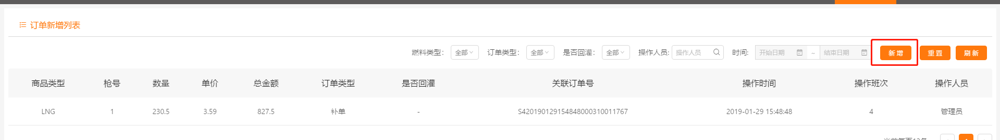 订单新增列表
燃料类型： 全部 订单类型： 全部 是否回灌： 全部 操作人员: 操作人员 时间: 开始日期 ~ 结束日期 新增 重置 刷新
商品类型 枪号 数量 单价 总金额 订单类型 是否回灌 关联订单号 操作时间 操作班次 操作人员
LNG 1 230.5 3.59 827.5 补单 - S42019012915484800031001​1767 2019-01-29 15:48:48 4 管理员